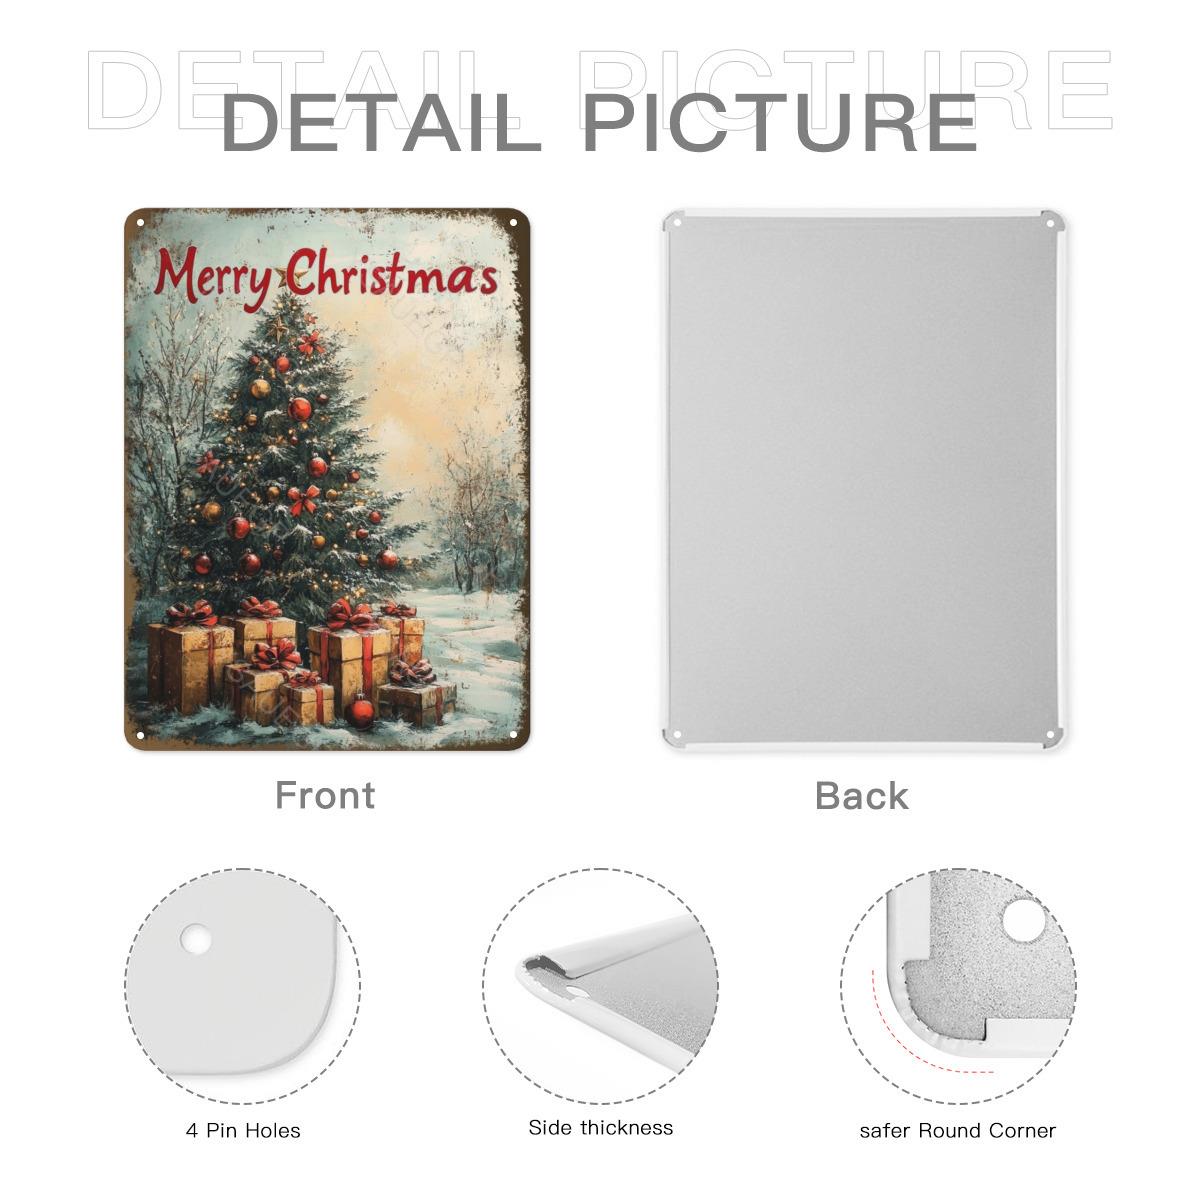 DETAIL PICTURE
DETAIL PICTURE
Merry Christmas
Front
Back
4 Pin Holes
Side thickness
safer Round Corner